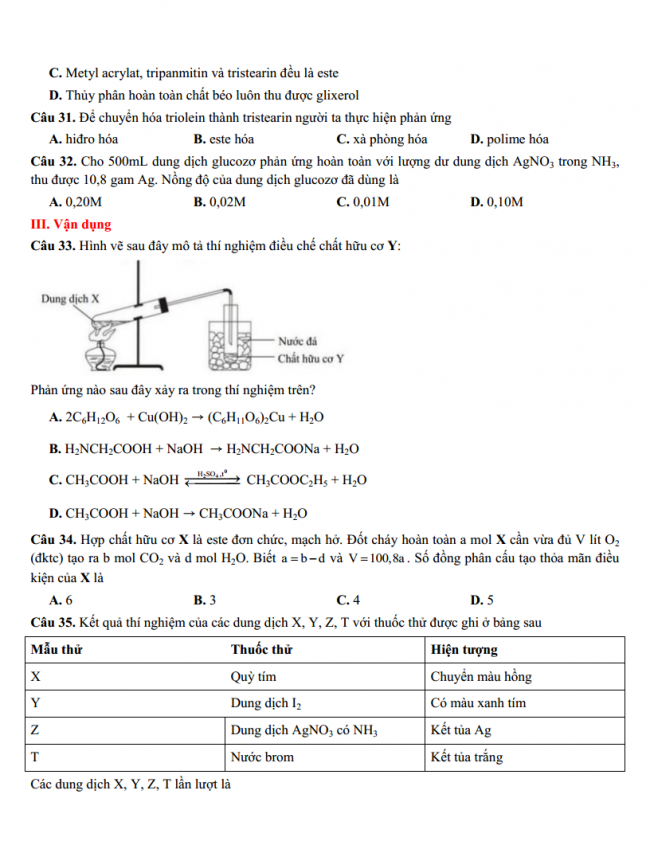 C. Metyl acrylat, tripanmitin và tristearin đều là este
D. Thủy phân hoàn toàn chất béo luôn thu được glixerol
Câu 31. Để chuyển hóa triolein thành tristearin người ta thực hiện phản ứng
A. hiđro hóa B. este hóa C. xà phòng hóa D. polime hóa
Câu 32. Cho 500mL dung dịch glucozơ phản ứng hoàn toàn với lượng dư dung dịch AgNO₃ trong NH₃,
thu được 10,8 gam Ag. Nồng độ của dung dịch glucozơ đã dùng là
A. 0,20M B. 0,02M C. 0,01M D. 0,10M
III. Vận dụng
Câu 33. Hình vẽ sau đây mô tả thí nghiệm điều chế chất hữu cơ Y:
Dung dịch X
Nước đá
Chất hữu cơ Y
Phản ứng nào sau đây xảy ra trong thí nghiệm trên?
A. 2C₆H₁₂O₆ + Cu(OH)₂ → (C₆H₁₁O₆)₂Cu + H₂O
B. H₂NCH₂COOH + NaOH → H₂NCH₂COONa + H₂O
C. CH₃COOH + NaOH ⇄ (H₂SO₄, t⁰) CH₃COOC₂H₅ + H₂O
D. CH₃COOH + NaOH → CH₃COONa + H₂O
Câu 34. Hợp chất hữu cơ X là este đơn chức, mạch hở. Đốt cháy hoàn toàn a mol X cần vừa đủ V lít O₂
(đktc) tạo ra b mol CO₂ và d mol H₂O. Biết a = b − d và V = 100,8a. Số đồng phân cấu tạo thỏa mãn điều
kiện của X là
A. 6 B. 3 C. 4 D. 5
Câu 35. Kết quả thí nghiệm của các dung dịch X, Y, Z, T với thuốc thử được ghi ở bảng sau
Mẫu thử Thuốc thử Hiện tượng
X Quỳ tím Chuyển màu hồng
Y Dung dịch I₂ Có màu xanh tím
Z Dung dịch AgNO₃ có NH₃ Kết tủa Ag
T Nước brom Kết tủa trắng
Các dung dịch X, Y, Z, T lần lượt là